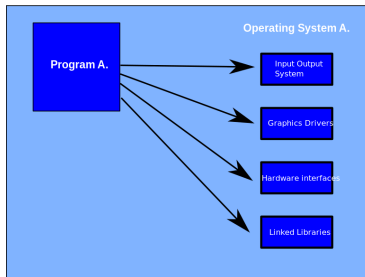 Operating System A.
Program A.
Input Output
System
Graphics Drivers
Hardware interfaces
Linked Libraries